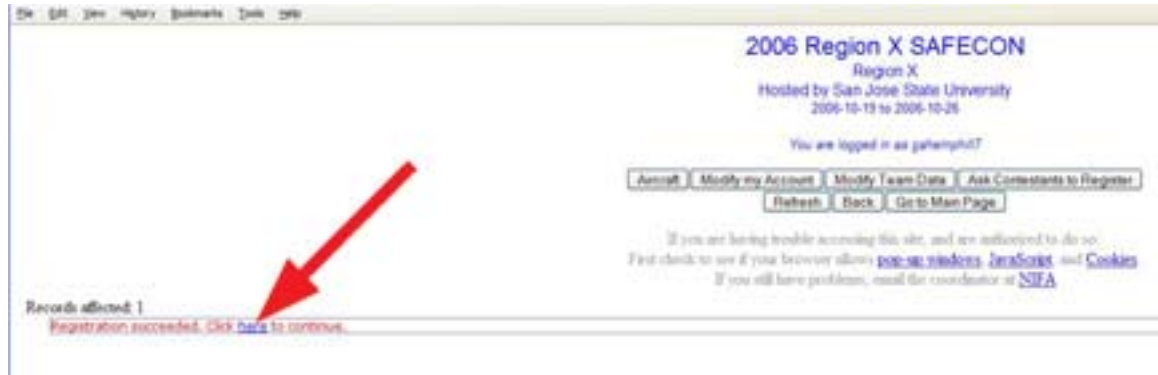 File Edit View History Bookmarks Tools Help
2006 Region X SAFECON
Region X
Hosted by San Jose State University
2006-10-19 to 2006-10-26
You are logged in as
Aircraft Modify my Account Modify Team Data Ask Contestants to Register
Refresh Back Go to Main Page
If you are having trouble accessing this site, and are authorized to do so
First check to see if your browser allows pop-up windows, JavaScript, and Cookies
If you still have problems, email the coordinator at NIFA
Records affected: 1
Registration succeeded. Click here to continue.